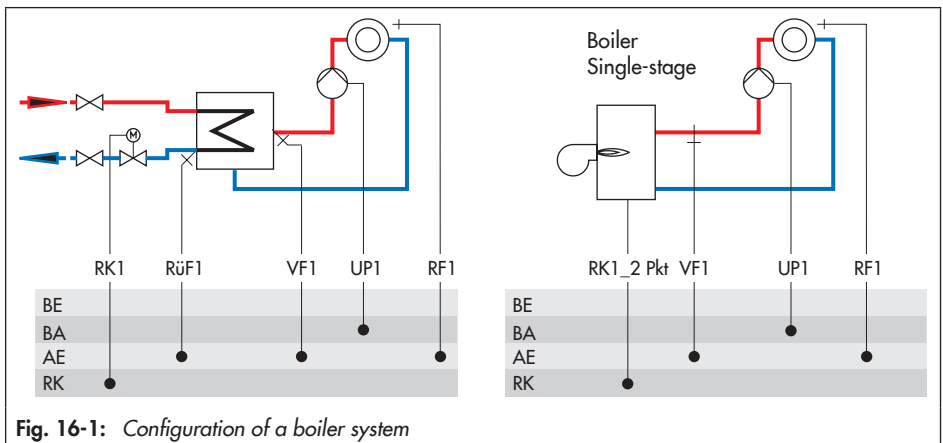 Boiler
Single-stage
M
RK1 RüF1 VF1 UP1 RF1
BE
BA
AE
RK
RK1_2 Pkt VF1 UP1 RF1
BE
BA
AE
RK
Fig. 16-1: Configuration of a boiler system